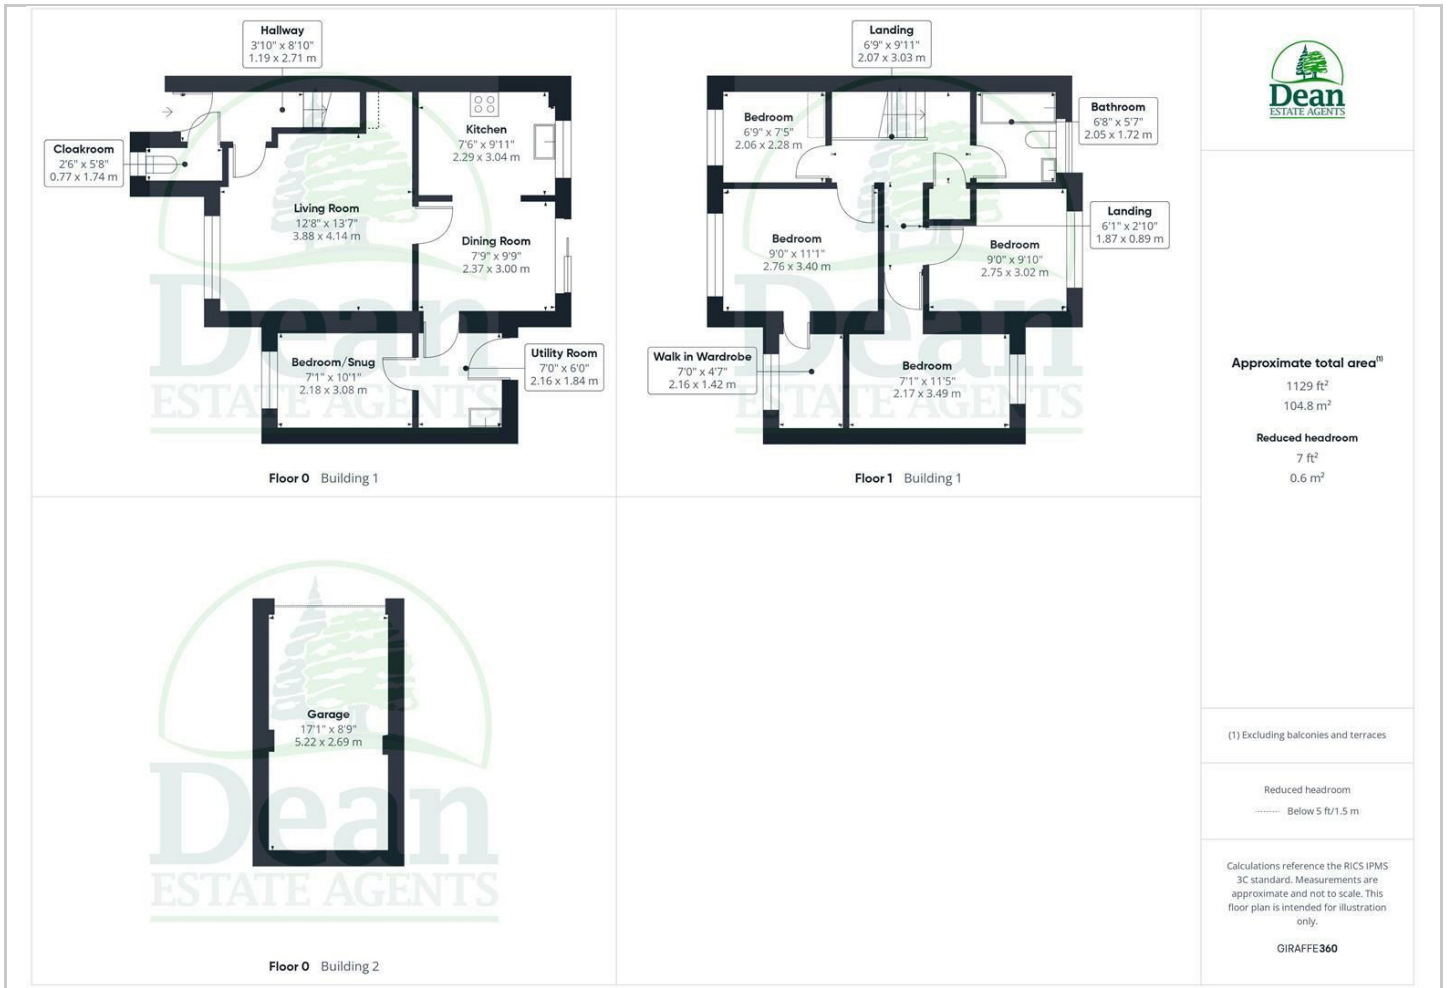 Hallway
3'10" x 8'10"
1.19 x 2.71 m
Cloakroom
2'6" x 5'8"
0.77 x 1.74 m
Kitchen
7'6" x 9'11"
2.29 x 3.04 m
Living Room
12'8" x 13'7"
3.88 x 4.14 m
Dining Room
7'9" x 9'9"
2.37 x 3.00 m
Bedroom/Snug
7'1" x 10'1"
2.18 x 3.08 m
Utility Room
7'0" x 6'0"
2.16 x 1.84 m
Dean
ESTATE AGENTS
Floor 0 Building 1
Landing
6'9" x 9'11"
2.07 x 3.03 m
Bedroom
6'9" x 7'5"
2.06 x 2.28 m
Bathroom
6'8" x 5'7"
2.05 x 1.72 m
Landing
6'1" x 2'10"
1.87 x 0.89 m
Bedroom
9'0" x 11'1"
2.76 x 3.40 m
Bedroom
9'0" x 9'10"
2.75 x 3.02 m
Walk in Wardrobe
7'0" x 4'7"
2.16 x 1.42 m
Bedroom
7'1" x 11'5"
2.17 x 3.49 m
Dean
ESTATE AGENTS
Floor 1 Building 1
Garage
17'1" x 8'9"
5.22 x 2.69 m
Dean
ESTATE AGENTS
Floor 0 Building 2
Dean
ESTATE AGENTS
Approximate total area(1)
1129 ft²
104.8 m²
Reduced headroom
7 ft²
0.6 m²
(1) Excluding balconies and terraces
Reduced headroom
Below 5 ft/1.5 m
Calculations reference the RICS IPMS
3C standard. Measurements are
approximate and not to scale. This
floor plan is intended for illustration
only.
GIRAFFE360